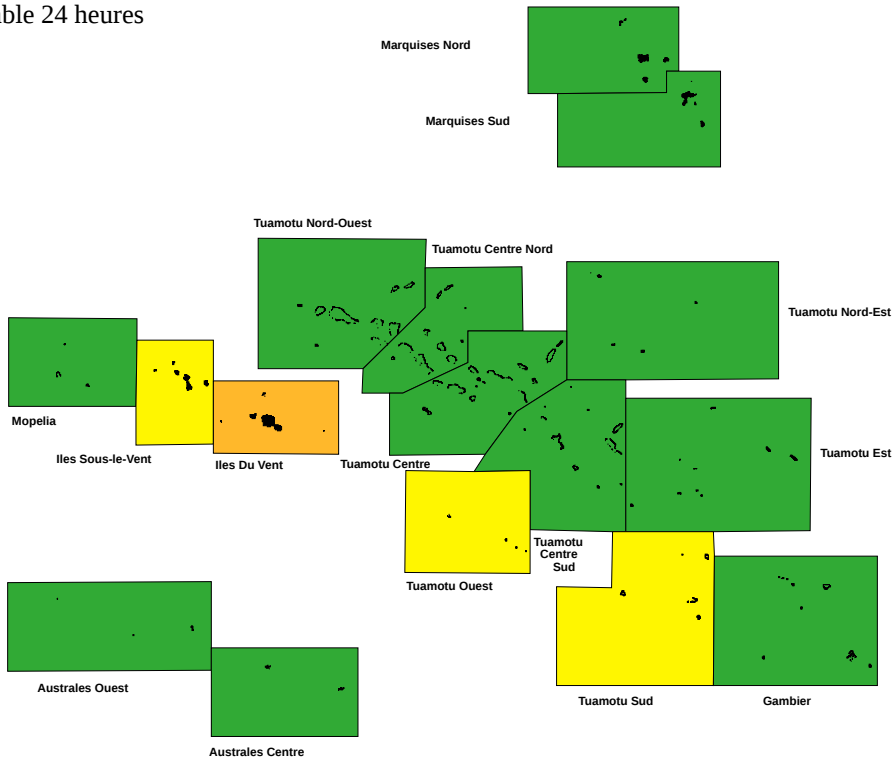 24 heures
Marquises Nord
Marquises Sud
Tuamotu Nord-Ouest
Tuamotu Centre Nord
Tuamotu Nord-Est
Mopelia
Iles Sous-le-Vent
Iles Du Vent
Tuamotu Centre
Tuamotu Est
Tuamotu
Centre
Sud
Tuamotu Ouest
Australes Ouest
Tuamotu Sud
Gambier
Australes Centre